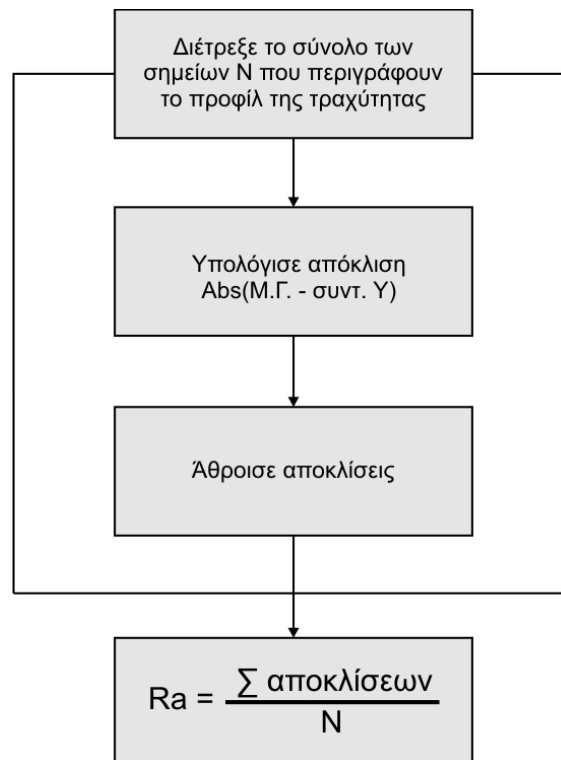 Διέτρεξε το σύνολο των
σημείων Ν που περιγράφουν
το προφίλ της τραχύτητας
Υπολόγισε απόκλιση
Abs(Μ.Γ. - συντ. Υ)
Άθροισε αποκλίσεις
Ra = ∑ αποκλίσεων
N